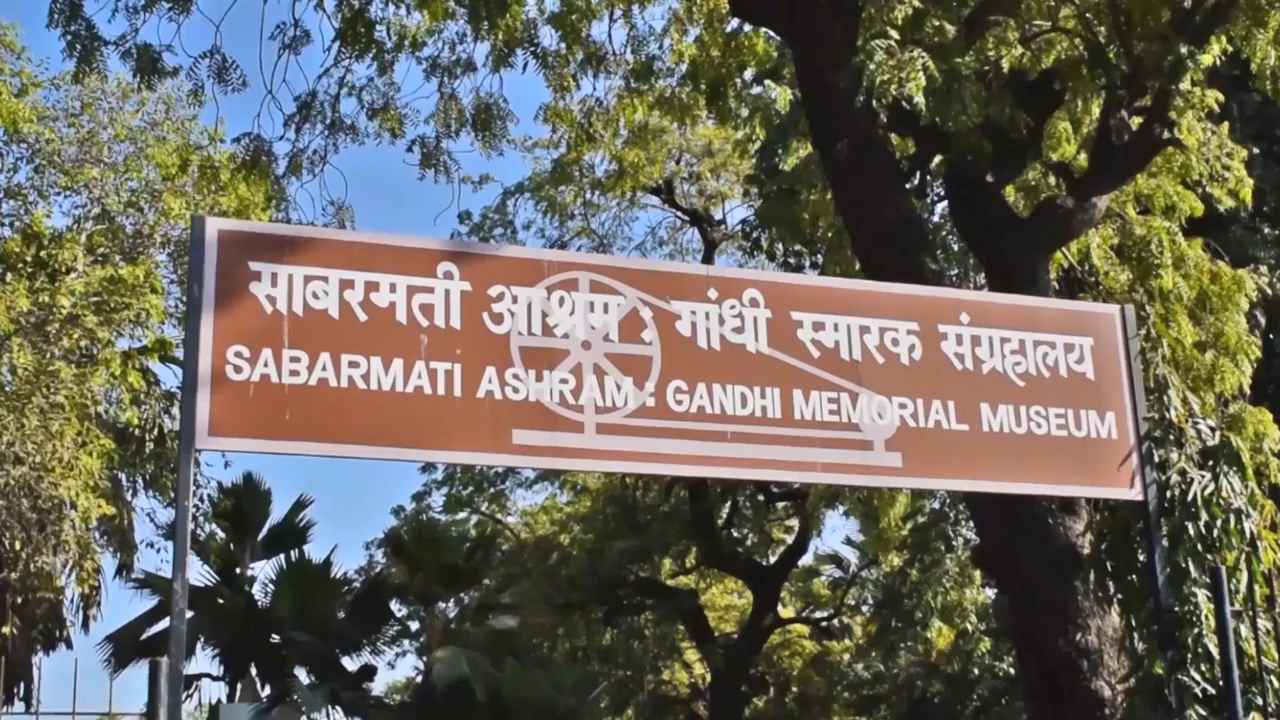 साबरमती आश्रम : गांधी स्मारक संग्रहालय
SABARMATI ASHRAM : GANDHI MEMORIAL MUSEUM